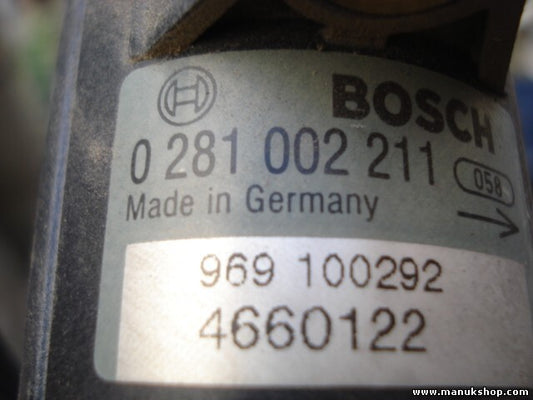 BOSCH
0 281 002 211 058
Made in Germany
969 100292
4660122
www.manukshop.com